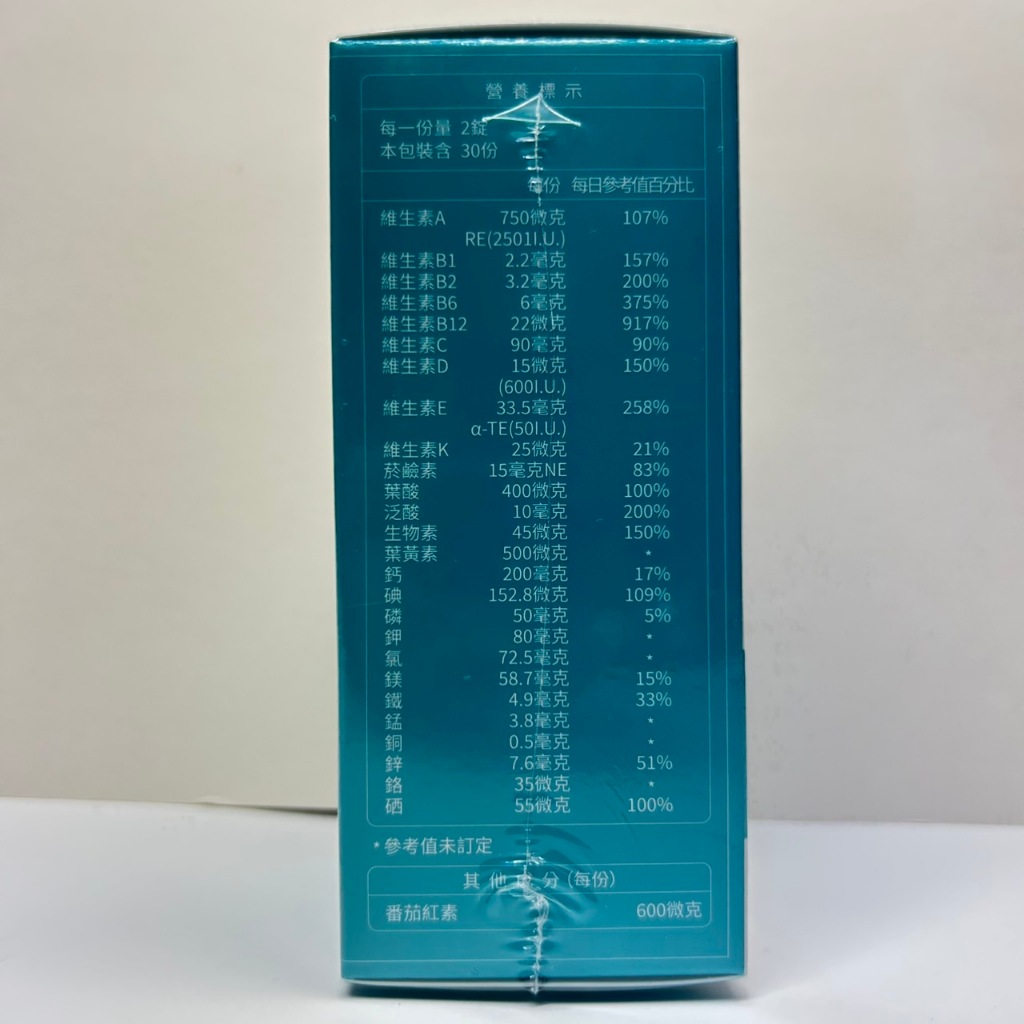 營養標示
每一份量 2錠
本包裝含 30份
每份 每日參考值百分比
維生素A 750微克 107%
RE(2501I.U.)
維生素B1 2.2毫克 157%
維生素B2 3.2毫克 200%
維生素B6 6毫克 375%
維生素B12 22微克 917%
維生素C 90毫克 90%
維生素D 15微克 150%
(600I.U.)
維生素E 33.5毫克 258%
α-TE(50I.U.)
維生素K 25微克 21%
菸鹼素 15毫克NE 83%
葉酸 400微克 100%
泛酸 10毫克 200%
生物素 45微克 150%
葉黃素 500微克 *
鈣 200毫克 17%
碘 152.8微克 109%
磷 50毫克 5%
鉀 80毫克 *
氯 72.5毫克 *
鎂 58.7毫克 15%
鐵 4.9毫克 33%
錳 3.8毫克 *
銅 0.5毫克 *
鋅 7.6毫克 51%
鉻 35微克 *
硒 55微克 100%
*參考值未訂定
其他成分(每份)
番茄紅素 600微克